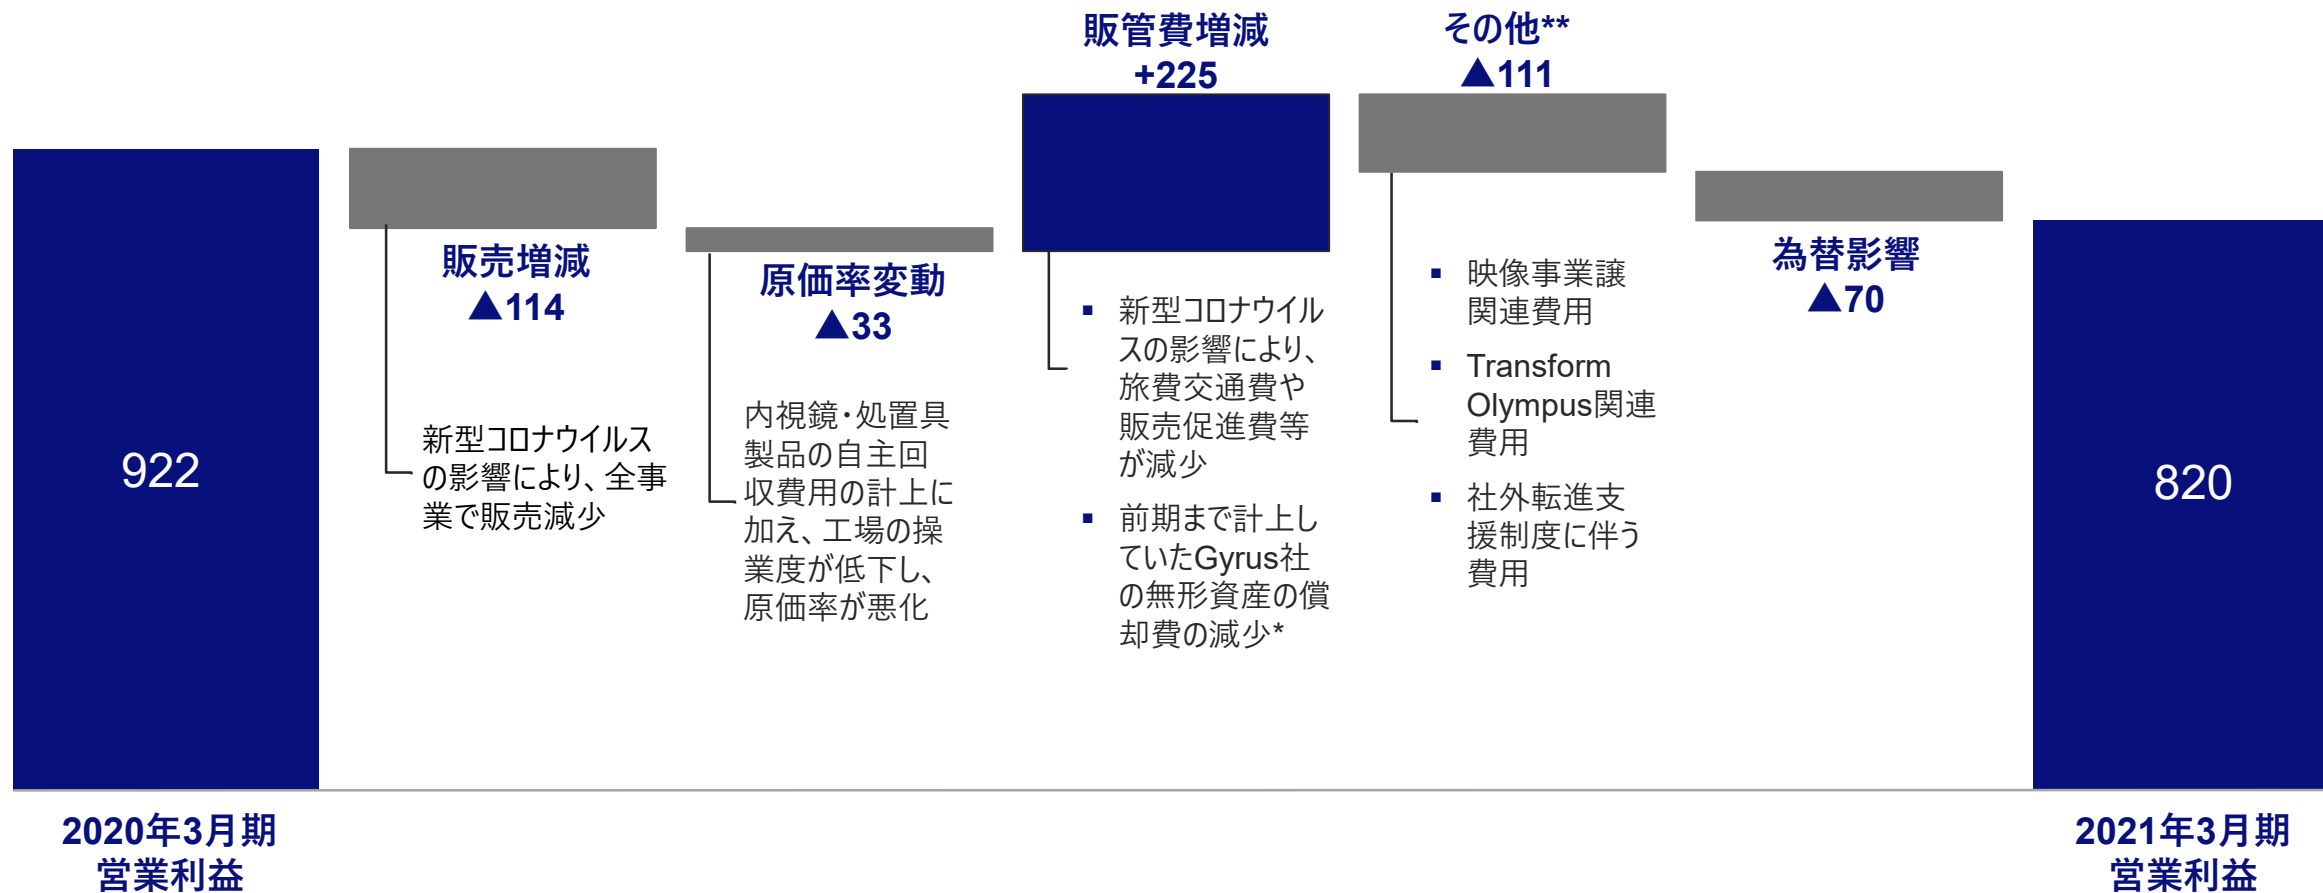 922
2020年3月期
営業利益
販売増減
▲114
新型コロナウイルス
の影響により、全事
業で販売減少
原価率変動
▲33
内視鏡・処置具
製品の自主回
収費用の計上に
加え、工場の操
業度が低下し、
原価率が悪化
販管費増減
+225
▪ 新型コロナウイル
スの影響により、
旅費交通費や
販売促進費等
が減少
▪ 前期まで計上し
ていたGyrus社
の無形資産の償
却費の減少*
その他**
▲111
▪ 映像事業譲
関連費用
▪ Transform
Olympus関連
費用
▪ 社外転進支
援制度に伴う
費用
為替影響
▲70
820
2021年3月期
営業利益